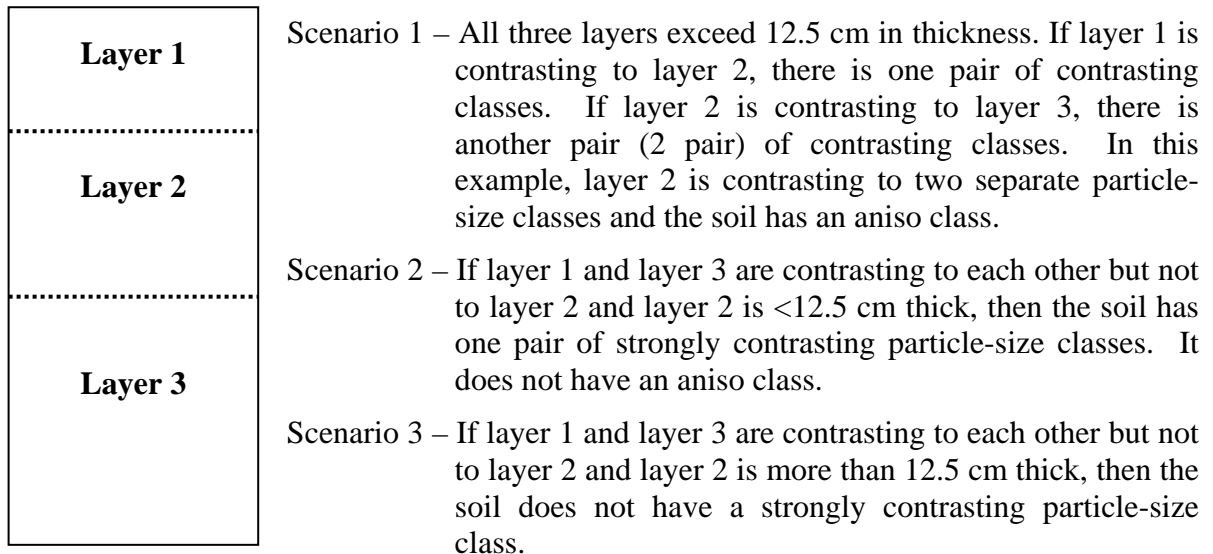 Layer 1
Layer 2
Layer 3
Scenario 1 – All three layers exceed 12.5 cm in thickness. If layer 1 is
contrasting to layer 2, there is one pair of contrasting
classes. If layer 2 is contrasting to layer 3, there is
another pair (2 pair) of contrasting classes. In this
example, layer 2 is contrasting to two separate particle-
size classes and the soil has an aniso class.
Scenario 2 – If layer 1 and layer 3 are contrasting to each other but not
to layer 2 and layer 2 is <12.5 cm thick, then the soil has
one pair of strongly contrasting particle-size classes. It
does not have an aniso class.
Scenario 3 – If layer 1 and layer 3 are contrasting to each other but not
to layer 2 and layer 2 is more than 12.5 cm thick, then the
soil does not have a strongly contrasting particle-size
class.